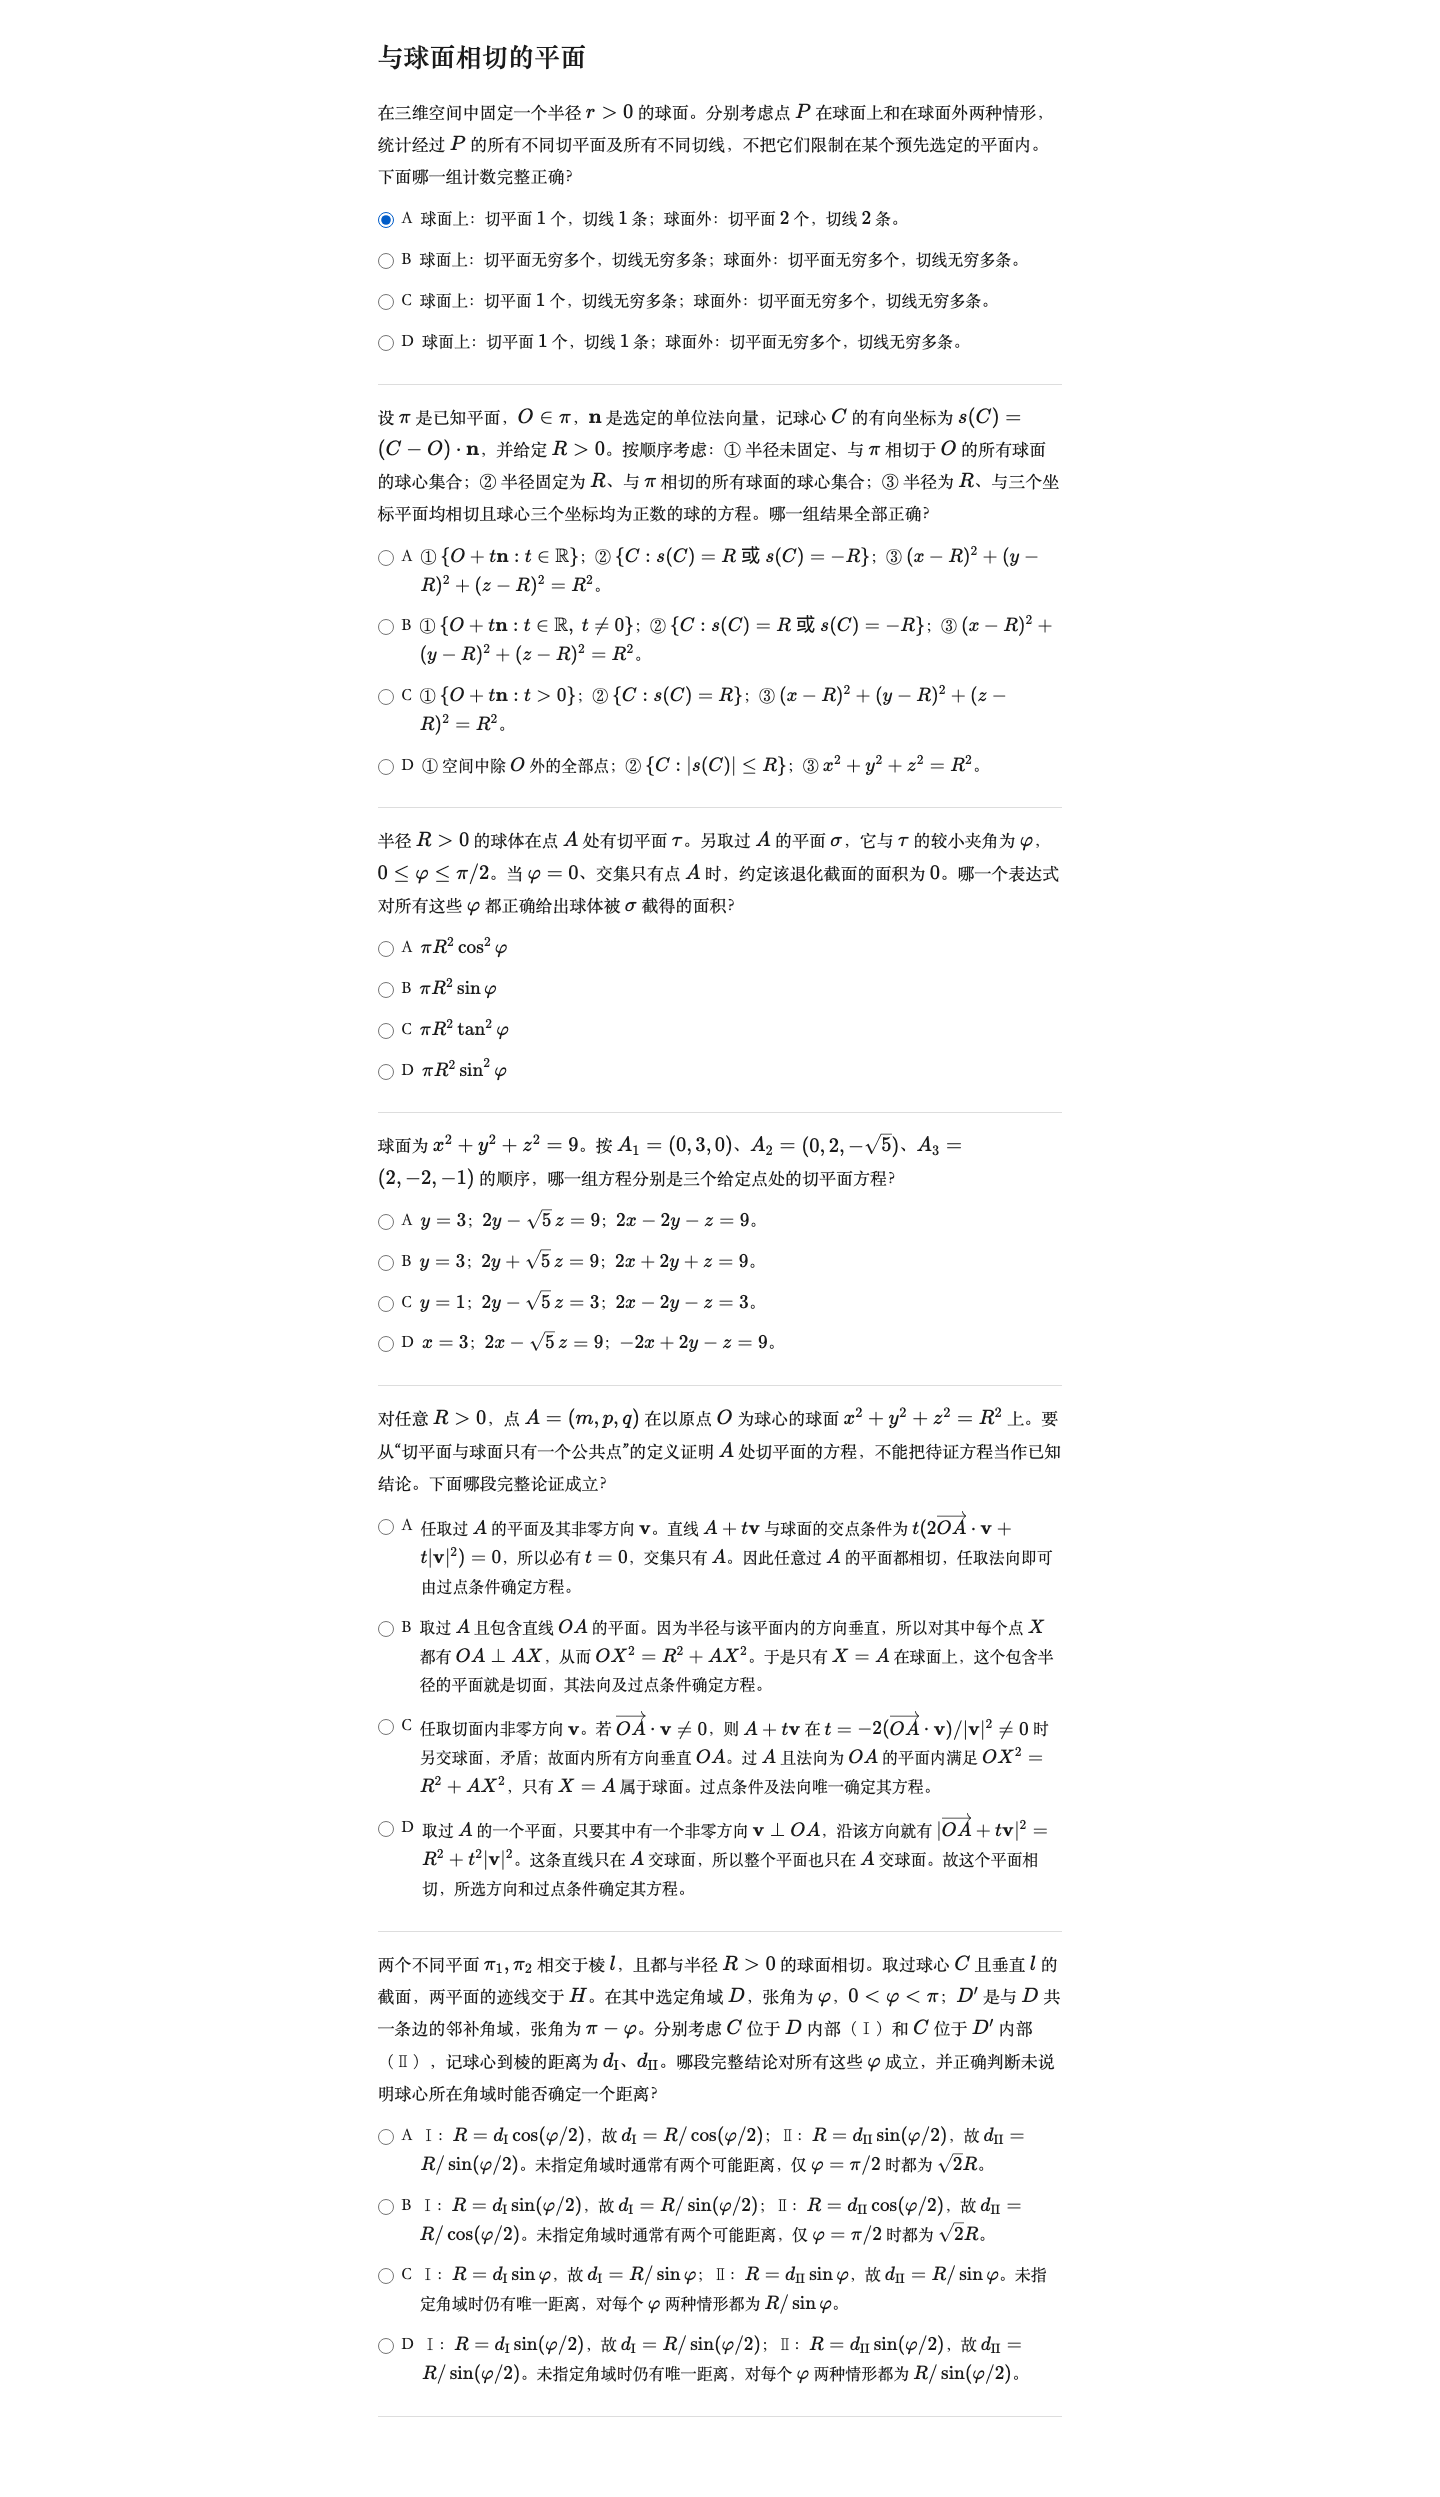 与球面相切的平面
在三维空间中固定一个半径 r > 0 的球面。分别考虑点 P 在球面上和在球面外两种情形，
统计经过 P 的所有不同切平面及所有不同切线，不把它们限制在某个预先选定的平面内。
下面哪一组计数完整正确？
A 球面上：切平面 1 个，切线 1 条；球面外：切平面 2 个，切线 2 条。
B 球面上：切平面无穷多个，切线无穷多条；球面外：切平面无穷多个，切线无穷多条。
C 球面上：切平面 1 个，切线无穷多条；球面外：切平面无穷多个，切线无穷多条。
D 球面上：切平面 1 个，切线 1 条；球面外：切平面无穷多个，切线无穷多条。
设 π 是已知平面，O ∈ π，n 是选定的单位法向量，记球心 C 的有向坐标为 s(C) =
(C − O) · n，并给定 R > 0。按顺序考虑：① 半径未固定、与 π 相切于 O 的所有球面
的球心集合；② 半径固定为 R、与 π 相切的所有球面的球心集合；③ 半径为 R、与三个坐
标平面均相切且球心三个坐标均为正数的球的方程。哪一组结果全部正确？
A ① {O + tn : t ∈ ℝ}；② {C : s(C) = R 或 s(C) = −R}；③ (x − R)² + (y −
R)² + (z − R)² = R²。
B ① {O + tn : t ∈ ℝ, t ≠ 0}；② {C : s(C) = R 或 s(C) = −R}；③ (x − R)² +
(y − R)² + (z − R)² = R²。
C ① {O + tn : t > 0}；② {C : s(C) = R}；③ (x − R)² + (y − R)² + (z −
R)² = R²。
D ① 空间中除 O 外的全部点；② {C : |s(C)| ≤ R}；③ x² + y² + z² = R²。
半径 R > 0 的球体在点 A 处有切平面 τ。另取过 A 的平面 σ，它与 τ 的较小夹角为 φ，
0 ≤ φ ≤ π/2。当 φ = 0、交集只有点 A 时，约定该退化截面的面积为 0。哪一个表达式
对所有这些 φ 都正确给出球体被 σ 截得的面积？
A πR² cos² φ
B πR² sin φ
C πR² tan² φ
D πR² sin² φ
球面为 x² + y² + z² = 9。按 A₁ = (0, 3, 0)、A₂ = (0, 2, −√5)、A₃ =
(2, −2, −1) 的顺序，哪一组方程分别是三个给定点处的切平面方程？
A y = 3；2y − √5 z = 9；2x − 2y − z = 9。
B y = 3；2y + √5 z = 9；2x + 2y + z = 9。
C y = 1；2y − √5 z = 3；2x − 2y − z = 3。
D x = 3；2x − √5 z = 9；−2x + 2y − z = 9。
对任意 R > 0，点 A = (m, p, q) 在以原点 O 为球心的球面 x² + y² + z² = R² 上。要
从“切平面与球面只有一个公共点”的定义证明 A 处切平面的方程，不能把待证方程当作已知
结论。下面哪段完整论证成立？
A 任取过 A 的平面及其非零方向 v。直线 A + tv 与球面的交点条件为 t(2\overrightarrow{OA} · v +
t|v|²) = 0，所以必有 t = 0，交集只有 A。因此任意过 A 的平面都相切，任取法向即可
由过点条件确定方程。
B 取过 A 且包含直线 OA 的平面。因为半径与该平面内的方向垂直，所以对其中每个点 X
都有 OA ⊥ AX，从而 OX² = R² + AX²。于是只有 X = A 在球面上，这个包含半
径的平面就是切面，其法向及过点条件确定方程。
C 任取切面内非零方向 v。若 \overrightarrow{OA} · v ≠ 0，则 A + tv 在 t = −2(\overrightarrow{OA} · v)/|v|² ≠ 0 时
另交球面，矛盾；故面内所有方向垂直 OA。过 A 且法向为 OA 的平面内满足 OX² =
R² + AX²，只有 X = A 属于球面。过点条件及法向唯一确定其方程。
D 取过 A 的一个平面，只要其中有一个非零方向 v ⊥ OA，沿该方向就有 |\overrightarrow{OA} + tv|² =
R² + t²|v|²。这条直线只在 A 交球面，所以整个平面也只在 A 交球面。故这个平面相
切，所选方向和过点条件确定其方程。
两个不同平面 π₁, π₂ 相交于棱 l，且都与半径 R > 0 的球面相切。取过球心 C 且垂直 l 的
截面，两平面的迹线交于 H。在其中选定角域 D，张角为 φ，0 < φ < π；D′ 是与 D 共
一条边的邻补角域，张角为 π − φ。分别考虑 C 位于 D 内部（Ⅰ）和 C 位于 D′ 内部
（Ⅱ），记球心到棱的距离为 d_Ⅰ、d_Ⅱ。哪段完整结论对所有这些 φ 成立，并正确判断未说
明球心所在角域时能否确定一个距离？
A Ⅰ：R = d_Ⅰ cos(φ/2)，故 d_Ⅰ = R/ cos(φ/2)；Ⅱ：R = d_Ⅱ sin(φ/2)，故 d_Ⅱ =
R/ sin(φ/2)。未指定角域时通常有两个可能距离，仅 φ = π/2 时都为 √2R。
B Ⅰ：R = d_Ⅰ sin(φ/2)，故 d_Ⅰ = R/ sin(φ/2)；Ⅱ：R = d_Ⅱ cos(φ/2)，故 d_Ⅱ =
R/ cos(φ/2)。未指定角域时通常有两个可能距离，仅 φ = π/2 时都为 √2R。
C Ⅰ：R = d_Ⅰ sin φ，故 d_Ⅰ = R/ sin φ；Ⅱ：R = d_Ⅱ sin φ，故 d_Ⅱ = R/ sin φ。未指
定角域时仍有唯一距离，对每个 φ 两种情形都为 R/ sin φ。
D Ⅰ：R = d_Ⅰ sin(φ/2)，故 d_Ⅰ = R/ sin(φ/2)；Ⅱ：R = d_Ⅱ sin(φ/2)，故 d_Ⅱ =
R/ sin(φ/2)。未指定角域时仍有唯一距离，对每个 φ 两种情形都为 R/ sin(φ/2)。